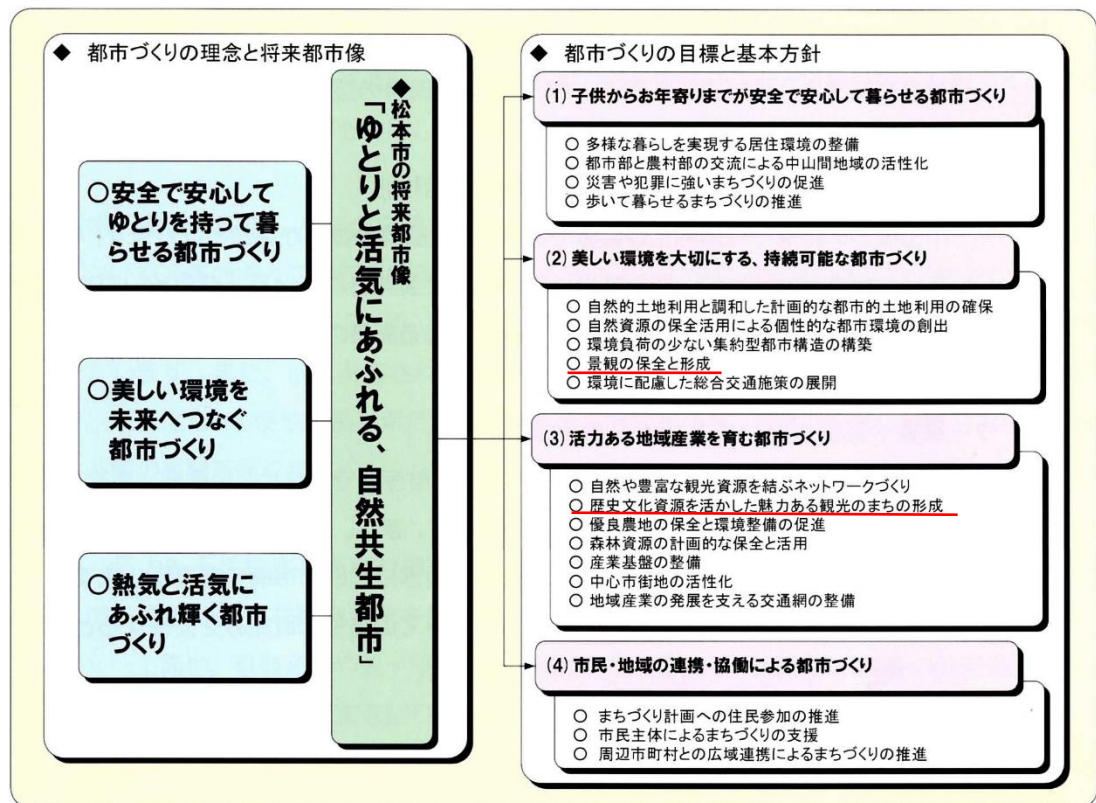 ◆ 都市づくりの理念と将来都市像
○安全で安心して
ゆとりを持って暮
らせる都市づくり
○美しい環境を
未来へつなぐ
都市づくり
○熱気と活気に
あふれ輝く都市
づくり
◆松本市の将来都市像
「ゆとりと活気にあふれる、自然共生都市」
◆ 都市づくりの目標と基本方針
(1) 子供からお年寄りまでが安全で安心して暮らせる都市づくり
○ 多様な暮らしを実現する居住環境の整備
○ 都市部と農村部の交流による中山間地域の活性化
○ 災害や犯罪に強いまちづくりの促進
○ 歩いて暮らせるまちづくりの推進
(2) 美しい環境を大切にする、持続可能な都市づくり
○ 自然的土地利用と調和した計画的な都市的土地利用の確保
○ 自然資源の保全活用による個性的な都市環境の創出
○ 環境負荷の少ない集約型都市構造の構築
○ 景観の保全と形成
○ 環境に配慮した総合交通施策の展開
(3) 活力ある地域産業を育む都市づくり
○ 自然や豊富な観光資源を結ぶネットワークづくり
○ 歴史文化資源を活かした魅力ある観光のまちの形成
○ 優良農地の保全と環境整備の促進
○ 森林資源の計画的な保全と活用
○ 産業基盤の整備
○ 中心市街地の活性化
○ 地域産業の発展を支える交通網の整備
(4) 市民・地域の連携・協働による都市づくり
○ まちづくり計画への住民参加の推進
○ 市民主体によるまちづくりの支援
○ 周辺市町村との広域連携によるまちづくりの推進